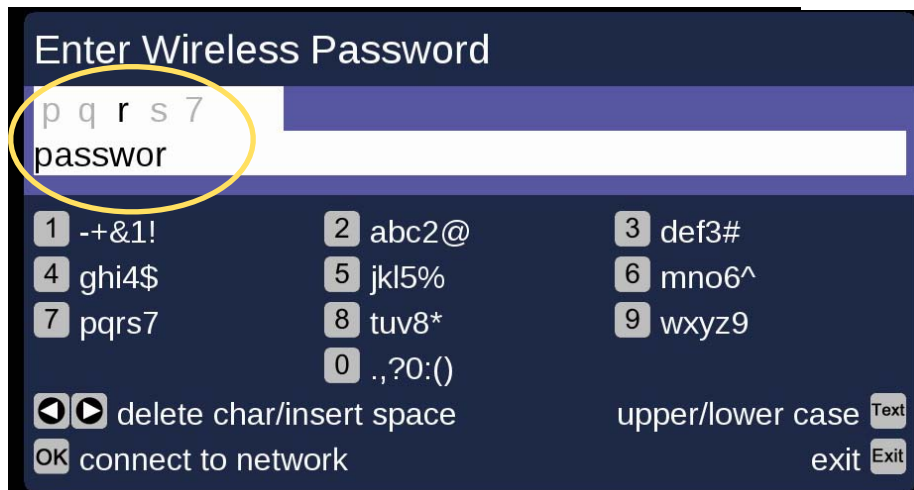 Enter Wireless Password
p q r s 7
passwor
1 -+&1! 2 abc2@ 3 def3#
4 ghi4$ 5 jkl5% 6 mno6^
7 pqrs7 8 tuv8* 9 wxyz9
0 .,?0:()
delete char/insert space upper/lower case Text
OK connect to network exit Exit